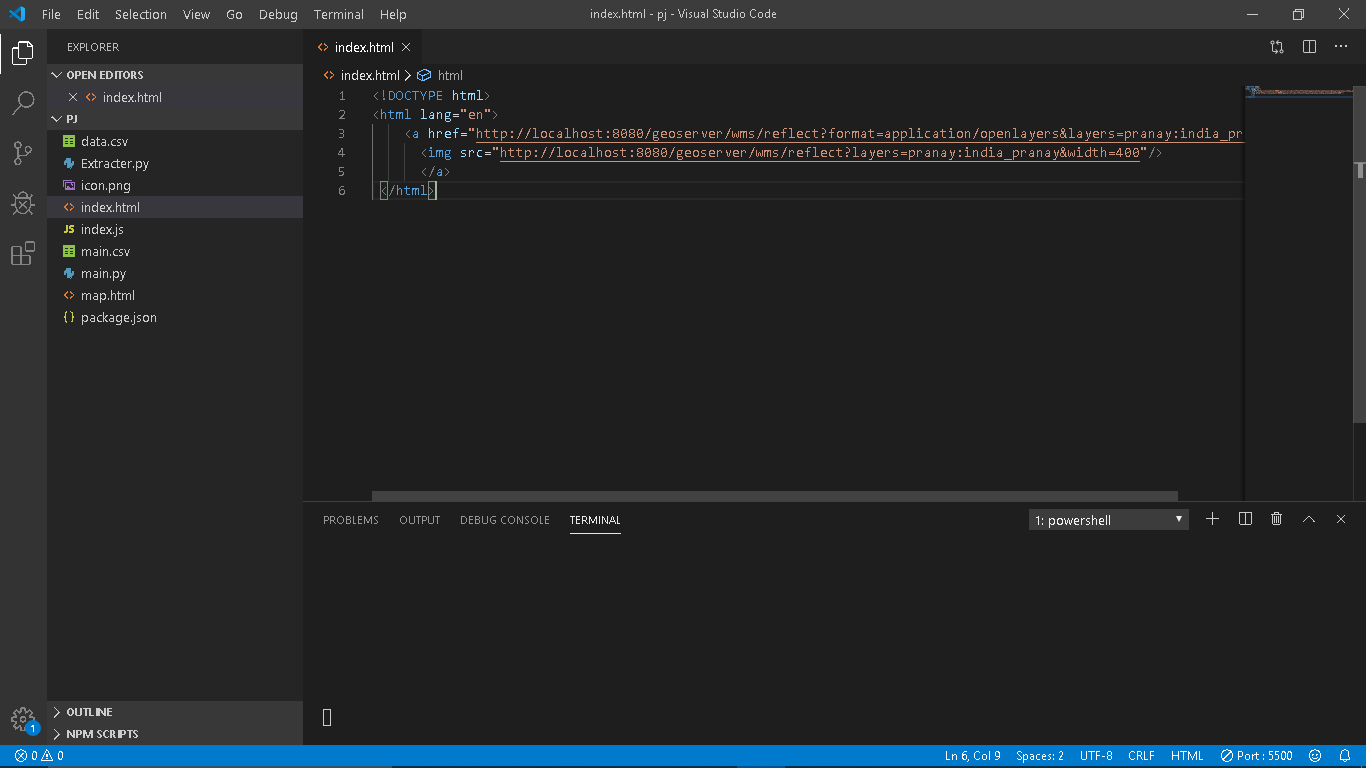 File Edit Selection View Go Debug Terminal Help
index.html - pj - Visual Studio Code
EXPLORER
OPEN EDITORS
index.html
PJ
data.csv
Extracter.py
icon.png
index.html
index.js
main.csv
main.py
map.html
package.json
OUTLINE
NPM SCRIPTS
1
index.html
index.html > html
1 <!DOCTYPE html>
2 <html lang="en">
3 <a href="http://localhost:8080/geoserver/wms/reflect?format=application/openlayers&layers=pranay:india_pr
4 <img src="http://localhost:8080/geoserver/wms/reflect?layers=pranay:india_pranay&width=400"/>
5 </a>
6 </html>
PROBLEMS OUTPUT DEBUG CONSOLE TERMINAL
1: powershell
0 0
Ln 6, Col 9 Spaces: 2 UTF-8 CRLF HTML Port : 5500